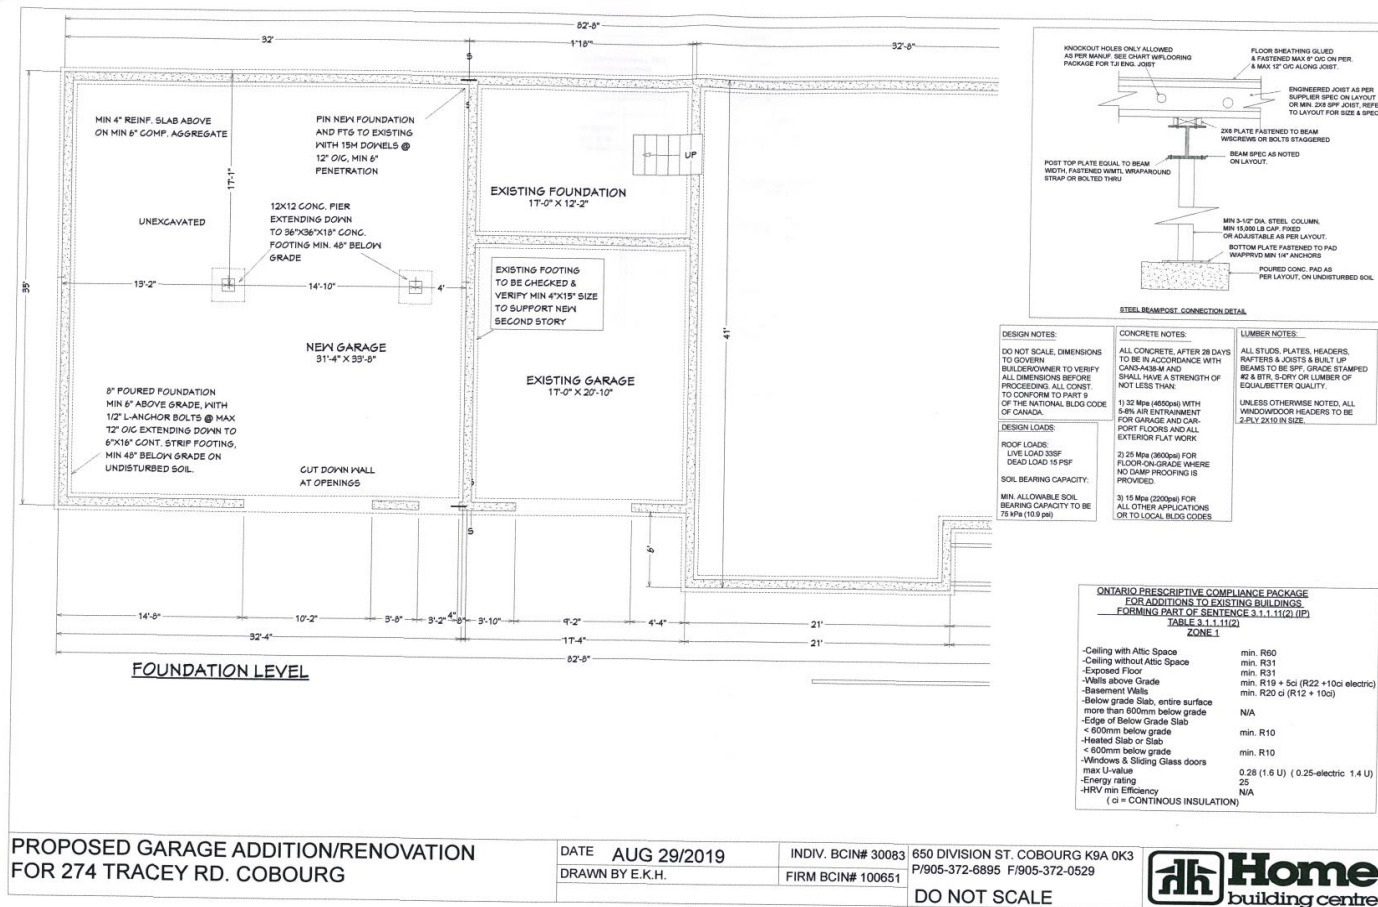 82'-8"
32'
1'18"
32'-8"
S
S
35'
MIN 4" REINF. SLAB ABOVE
ON MIN 6" COMP. AGGREGATE
17'-1"
PIN NEW FOUNDATION
AND FTG TO EXISTING
WITH 15M DOWELS @
12" O/C, MIN 6"
PENETRATION
UNEXCAVATED
12X12 CONC. PIER
EXTENDING DOWN
TO 36"X36"X18" CONC.
FOOTING MIN. 48" BELOW
GRADE
13'-2"
14'-10"
4'
NEW GARAGE
31'-4" X 33'-8"
8" POURED FOUNDATION
MIN 6" ABOVE GRADE, WITH
1/2" L-ANCHOR BOLTS @ MAX
72" O/C EXTENDING DOWN TO
6"X16" CONT. STRIP FOOTING,
MIN 48" BELOW GRADE ON
UNDISTURBED SOIL.
CUT DOWN WALL
AT OPENINGS
UP
EXISTING FOUNDATION
17'-0" X 12'-2"
EXISTING FOOTING
TO BE CHECKED &
VERIFY MIN 4"X15" SIZE
TO SUPPORT NEW
SECOND STORY
EXISTING GARAGE
17'-0" X 20'-10"
41'
S
S
6'
14'-8"
10'-2"
3'-8"
3'-2"
4"
8"
3'-10"
9'-2"
4'-4"
21'
32'-4"
17'-4"
21'
82'-8"
FOUNDATION LEVEL
KNOCKOUT HOLES ONLY ALLOWED
AS PER MANUF. SEE CHART W/FLOORING
PACKAGE FOR TJI ENG. JOIST
FLOOR SHEATHING GLUED
& FASTENED MAX 6" O/C ON PER.
& MAX 12" O/C ALONG JOIST.
ENGINEERED JOIST AS PER
SUPPLIER SPEC ON LAYOUT
OR MIN. 2X8 SPF JOIST, REFE
TO LAYOUT FOR SIZE & SPEC
2X6 PLATE FASTENED TO BEAM
W/SCREWS OR BOLTS STAGGERED
BEAM SPEC AS NOTED
ON LAYOUT.
POST TOP PLATE EQUAL TO BEAM
WIDTH, FASTENED W/MTL WRAPAROUND
STRAP OR BOLTED THRU
MIN 3-1/2" DIA. STEEL COLUMN,
MIN 15,000 LB CAP. FIXED
OR ADJUSTABLE AS PER LAYOUT.
BOTTOM PLATE FASTENED TO PAD
W/APPRVD MIN 1/4" ANCHORS
POURED CONC. PAD AS
PER LAYOUT, ON UNDISTURBED SOIL
STEEL BEAM/POST CONNECTION DETAIL
DESIGN NOTES:
DO NOT SCALE, DIMENSIONS
TO GOVERN
BUILDER/OWNER TO VERIFY
ALL DIMENSIONS BEFORE
PROCEEDING. ALL CONST.
TO CONFORM TO PART 9
OF THE NATIONAL BLDG CODE
OF CANADA.
DESIGN LOADS:
ROOF LOADS:
LIVE LOAD 33SF
DEAD LOAD 15 PSF
SOIL BEARING CAPACITY:
MIN. ALLOWABLE SOIL
BEARING CAPACITY TO BE
75 kPa (10.9 psi)
CONCRETE NOTES:
ALL CONCRETE, AFTER 28 DAYS
TO BE IN ACCORDANCE WITH
CAN3-A438-M AND
SHALL HAVE A STRENGTH OF
NOT LESS THAN:
1) 32 Mpa (4650psi) WITH
5-8% AIR ENTRAINMENT
FOR GARAGE AND CAR-
PORT FLOORS AND ALL
EXTERIOR FLAT WORK
2) 25 Mpa (3600psi) FOR
FLOOR-ON-GRADE WHERE
NO DAMP PROOFING IS
PROVIDED.
3) 15 Mpa (2200psi) FOR
ALL OTHER APPLICATIONS
OR TO LOCAL BLDG CODES
LUMBER NOTES:
ALL STUDS, PLATES, HEADERS,
RAFTERS & JOISTS & BUILT UP
BEAMS TO BE SPF, GRADE STAMPED
#2 & BTR, S-DRY OR LUMBER OF
EQUAL/BETTER QUALITY.
UNLESS OTHERWISE NOTED, ALL
WINDOW/DOOR HEADERS TO BE
2-PLY 2X10 IN SIZE.
ONTARIO PRESCRIPTIVE COMPLIANCE PACKAGE
FOR ADDITIONS TO EXISTING BUILDINGS
FORMING PART OF SENTENCE 3.1.1.11(2) (IP)
TABLE 3.1.1.11(2)
ZONE 1
-Ceiling with Attic Space min. R60
-Ceiling without Attic Space min. R31
-Exposed Floor min. R31
-Walls above Grade min. R19 + 5ci (R22 +10ci electric)
-Basement Walls min. R20 ci (R12 + 10ci)
-Below grade Slab, entire surface
more than 600mm below grade N/A
-Edge of Below Grade Slab
< 600mm below grade min. R10
-Heated Slab or Slab
< 600mm below grade min. R10
-Windows & Sliding Glass doors
max U-value 0.28 (1.6 U) ( 0.25-electric 1.4 U)
-Energy rating 25
-HRV min Efficiency N/A
( ci = CONTINOUS INSULATION)
PROPOSED GARAGE ADDITION/RENOVATION
FOR 274 TRACEY RD. COBOURG
DATE AUG 29/2019
DRAWN BY E.K.H.
INDIV. BCIN# 30083
FIRM BCIN# 100651
650 DIVISION ST. COBOURG K9A 0K3
P/905-372-6895 F/905-372-0529
DO NOT SCALE
Home
building centre